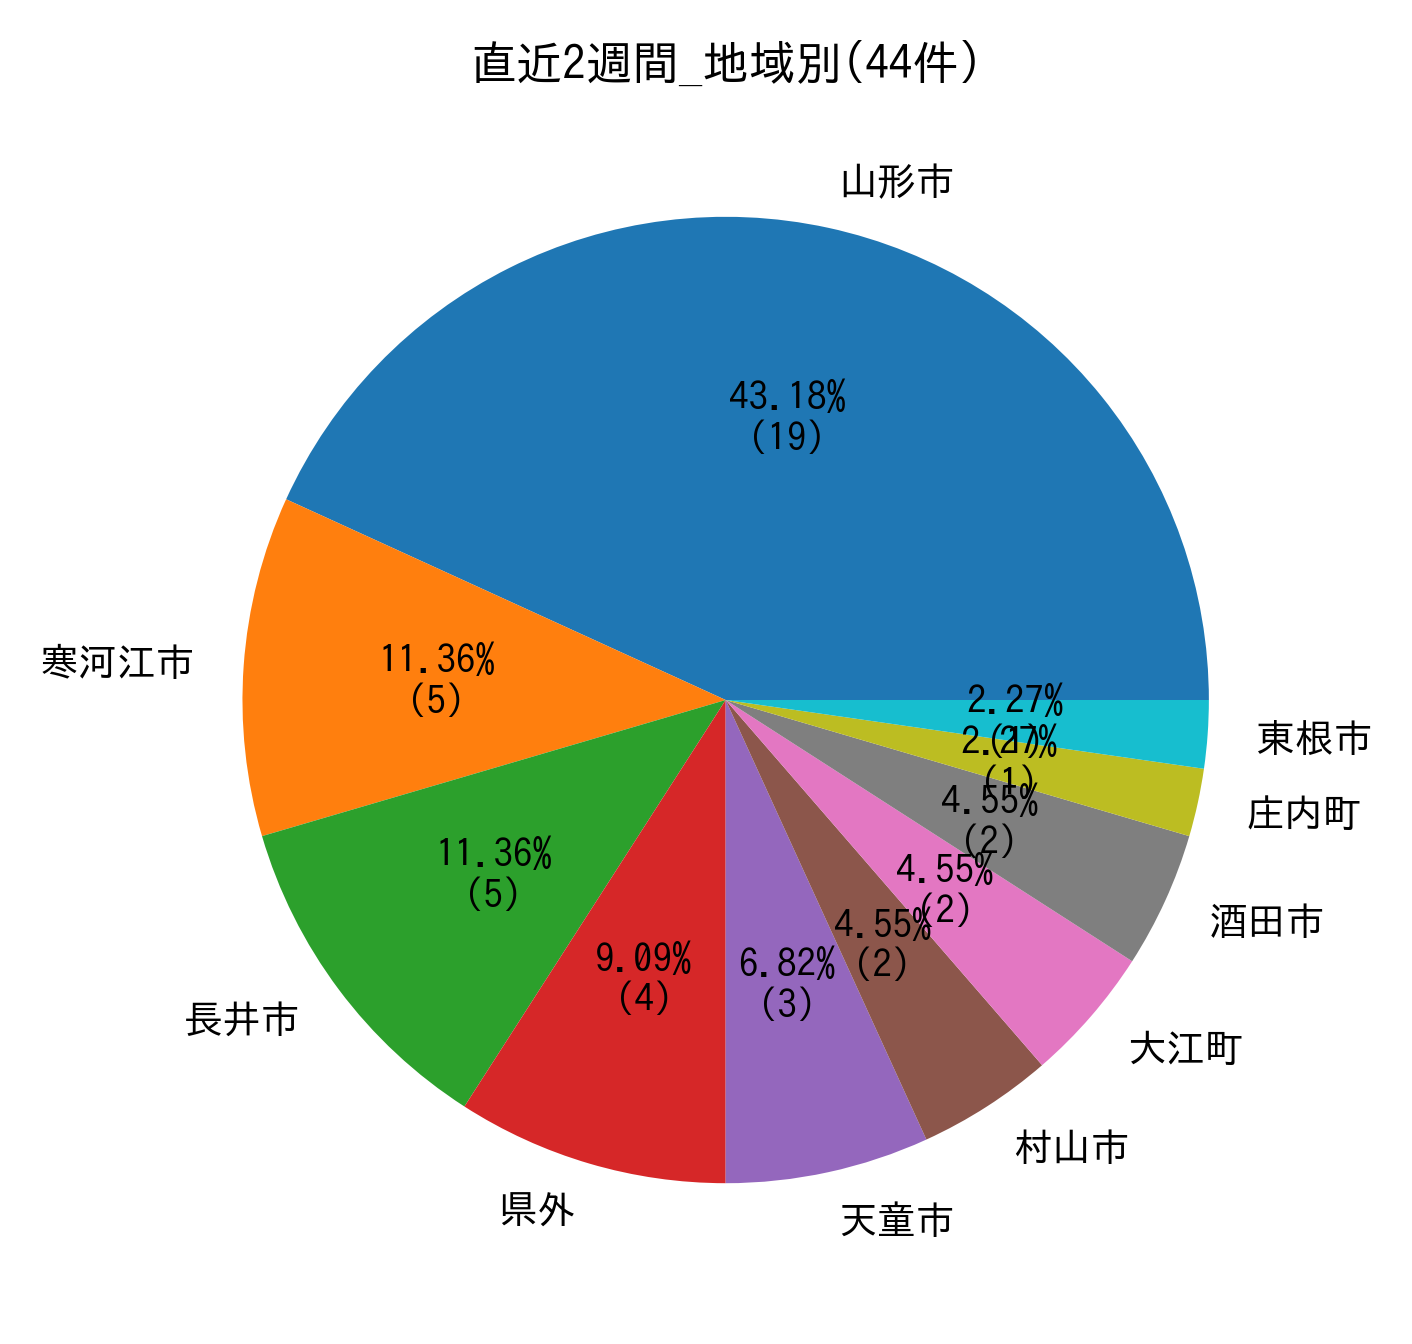 直近2週間_地域別(44件)
山形市
43.18%
(19)
寒河江市
11.36%
(5)
長井市
11.36%
(5)
県外
9.09%
(4)
天童市
6.82%
(3)
村山市
4.55%
(2)
大江町
4.55%
(2)
酒田市
4.55%
(2)
庄内町
2.27%
(1)
東根市
2.27%
(1)